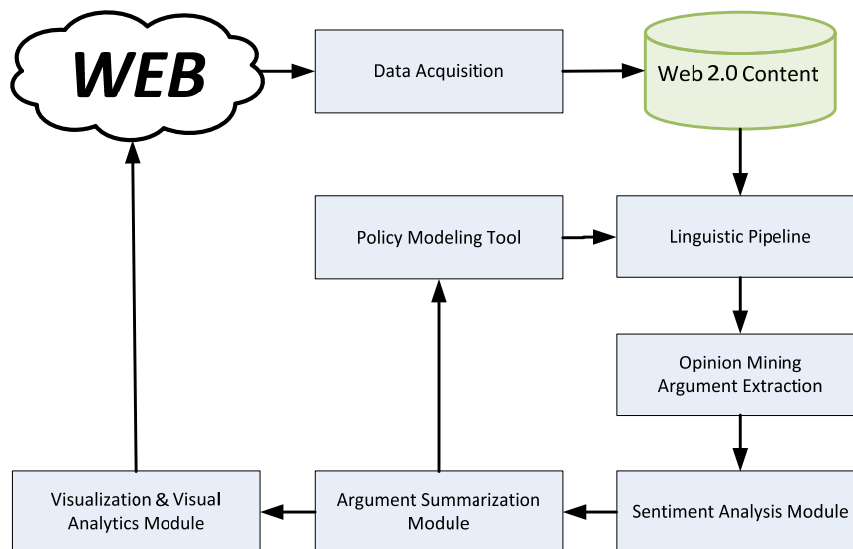 WEB
Data Acquisition
Web 2.0 Content
Policy Modeling Tool
Linguistic Pipeline
Opinion Mining
Argument Extraction
Visualization & Visual
Analytics Module
Argument Summarization
Module
Sentiment Analysis Module